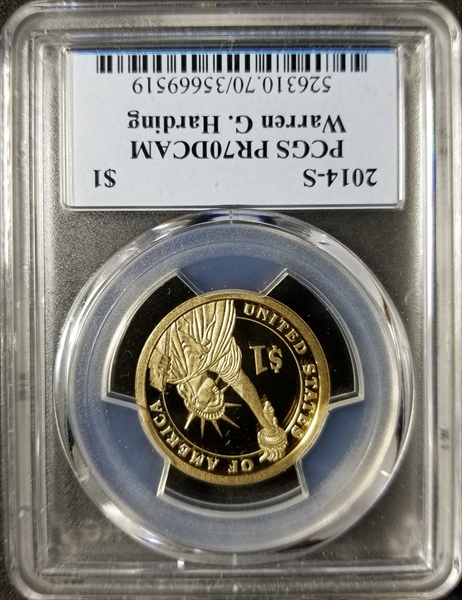 2014-S $1
PCGS PR70DCAM
Warren G. Harding
526310.70/35669519
UNITED STATES
OF AMERICA
$1